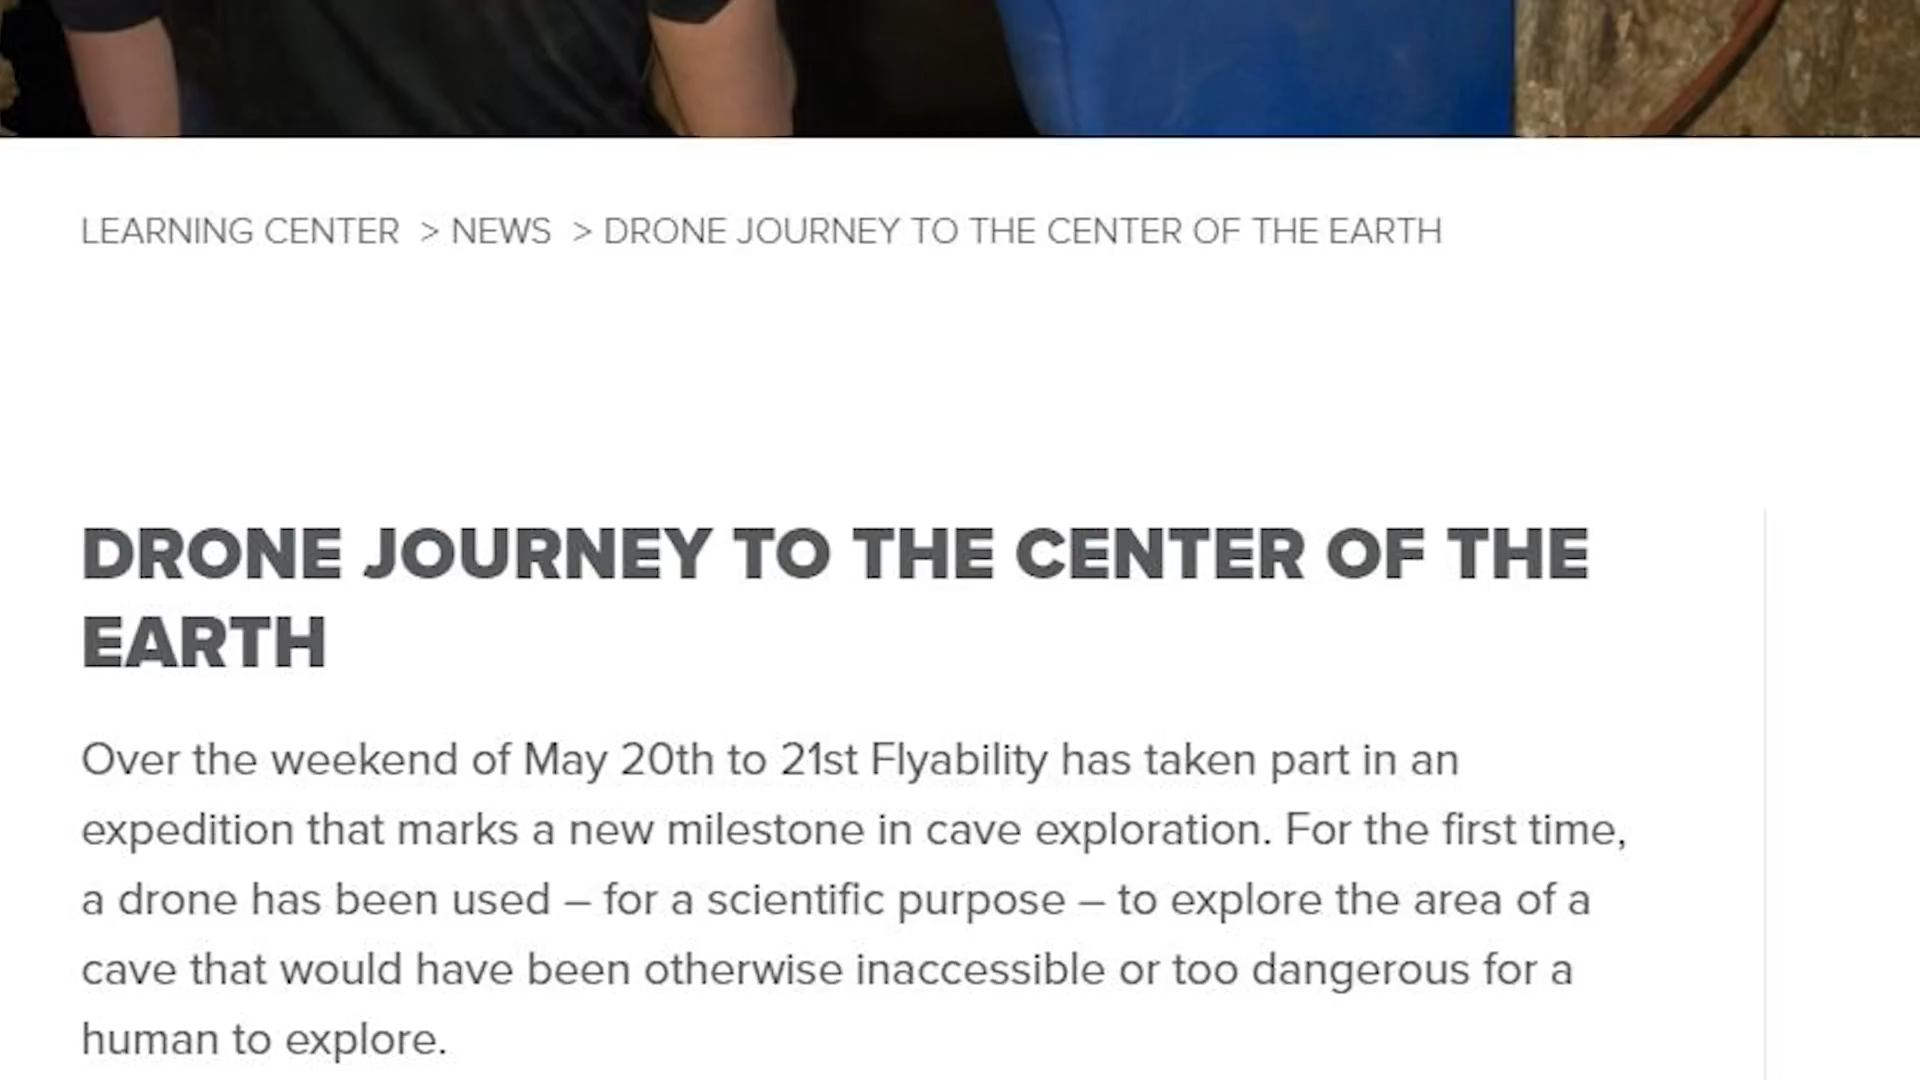 LEARNING CENTER > NEWS > DRONE JOURNEY TO THE CENTER OF THE EARTH
DRONE JOURNEY TO THE CENTER OF THE
EARTH
Over the weekend of May 20th to 21st Flyability has taken part in an
expedition that marks a new milestone in cave exploration. For the first time,
a drone has been used – for a scientific purpose – to explore the area of a
cave that would have been otherwise inaccessible or too dangerous for a
human to explore.